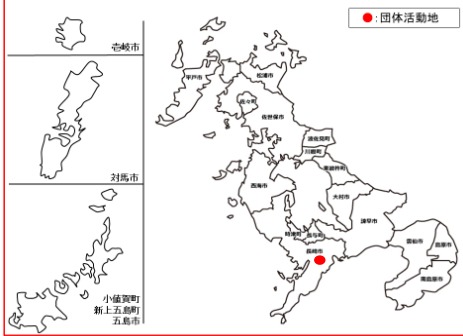 ●:団体活動地
壱岐市
対馬市
小値賀町
新上五島町
五島市
平戸市
松浦市
佐々町
佐世保市
波佐見町
川棚町
東彼杵町
西海市
大村市
時津町
長与町
諫早市
長崎市
雲仙市
島原市
南島原市